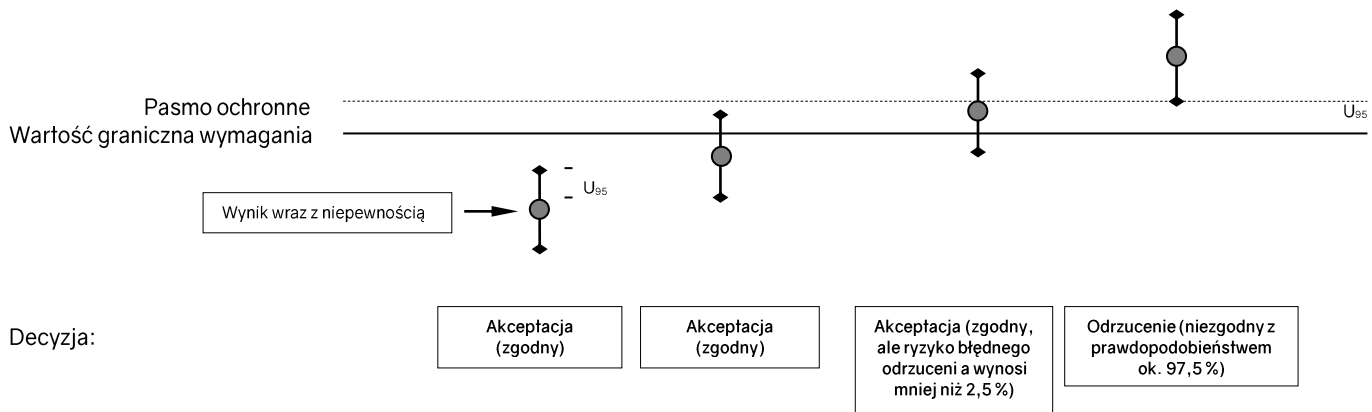 Pasmo ochronne
Wartość graniczna wymagania
U95
U95
Wynik wraz z niepewnością
Decyzja:
Akceptacja
(zgodny)
Akceptacja
(zgodny)
Akceptacja (zgodny,
ale ryzyko błędnego
odrzuceni a wynosi
mniej niż 2,5 %)
Odrzucenie (niezgodny z
prawdopodobieństwem
ok. 97,5 %)